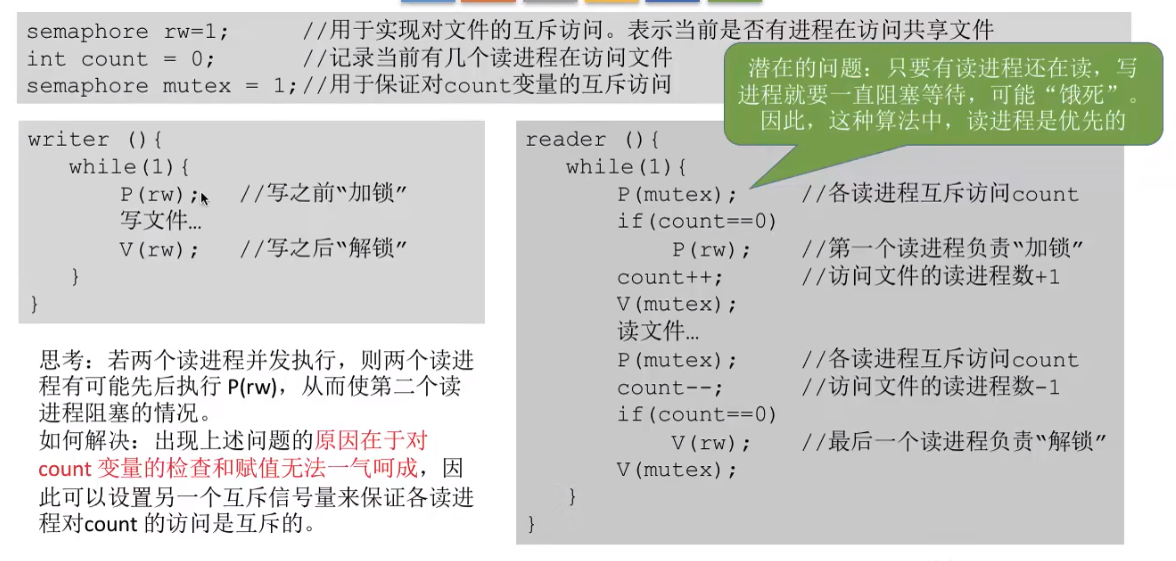 semaphore rw=1; //用于实现对文件的互斥访问。表示当前是否有进程在访问共享文件
int count = 0; //记录当前有几个读进程在访问文件
semaphore mutex = 1;//用于保证对count变量的互斥访问
潜在的问题：只要有读进程还在读，写
进程就要一直阻塞等待，可能“饿死”。
因此，这种算法中，读进程是优先的
writer (){
while(1){
P(rw); //写之前“加锁”
写文件…
V(rw); //写之后“解锁”
}
}
思考：若两个读进程并发执行，则两个读进
程有可能先后执行 P(rw)，从而使第二个读
进程阻塞的情况。
如何解决：出现上述问题的原因在于对
count 变量的检查和赋值无法一气呵成，因
此可以设置另一个互斥信号量来保证各读进
程对count 的访问是互斥的。
reader (){
while(1){
P(mutex); //各读进程互斥访问count
if(count==0)
P(rw); //第一个读进程负责“加锁”
count++; //访问文件的读进程数+1
V(mutex);
读文件…
P(mutex); //各读进程互斥访问count
count--; //访问文件的读进程数-1
if(count==0)
V(rw); //最后一个读进程负责“解锁”
V(mutex);
}
}